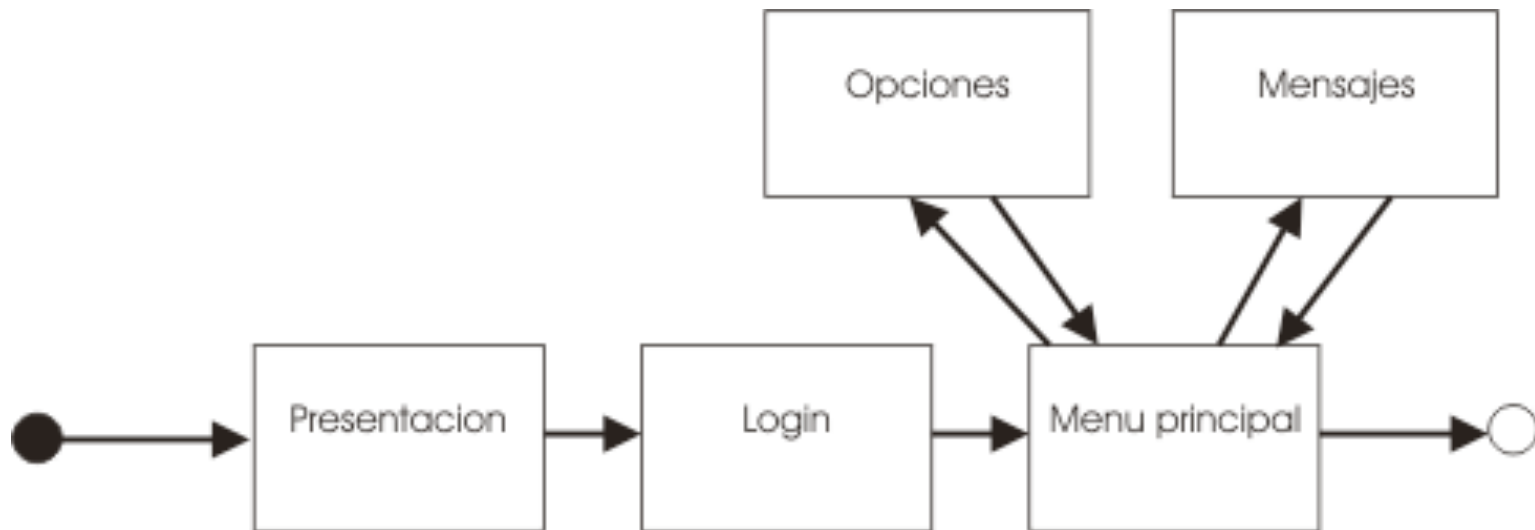 Opciones
Mensajes
Presentacion
Login
Menu principal